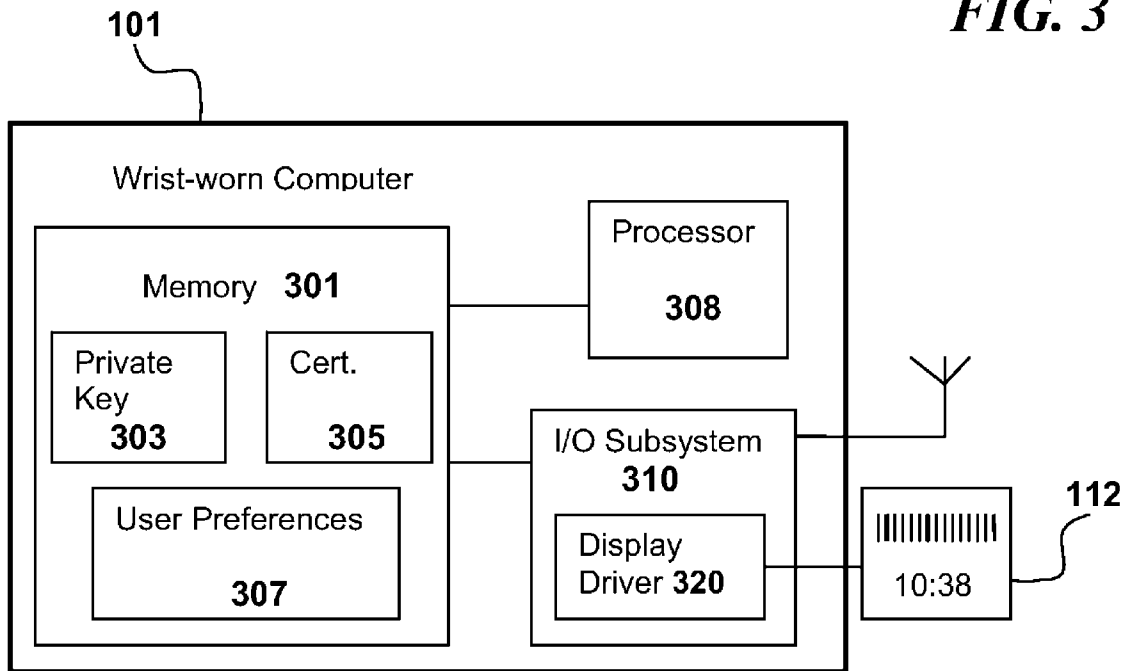 FIG. 3
101
Wrist-worn Computer
Memory 301
Private
Key
303
Cert.
305
User Preferences
307
Processor
308
I/O Subsystem
310
Display
Driver 320
10:38
112